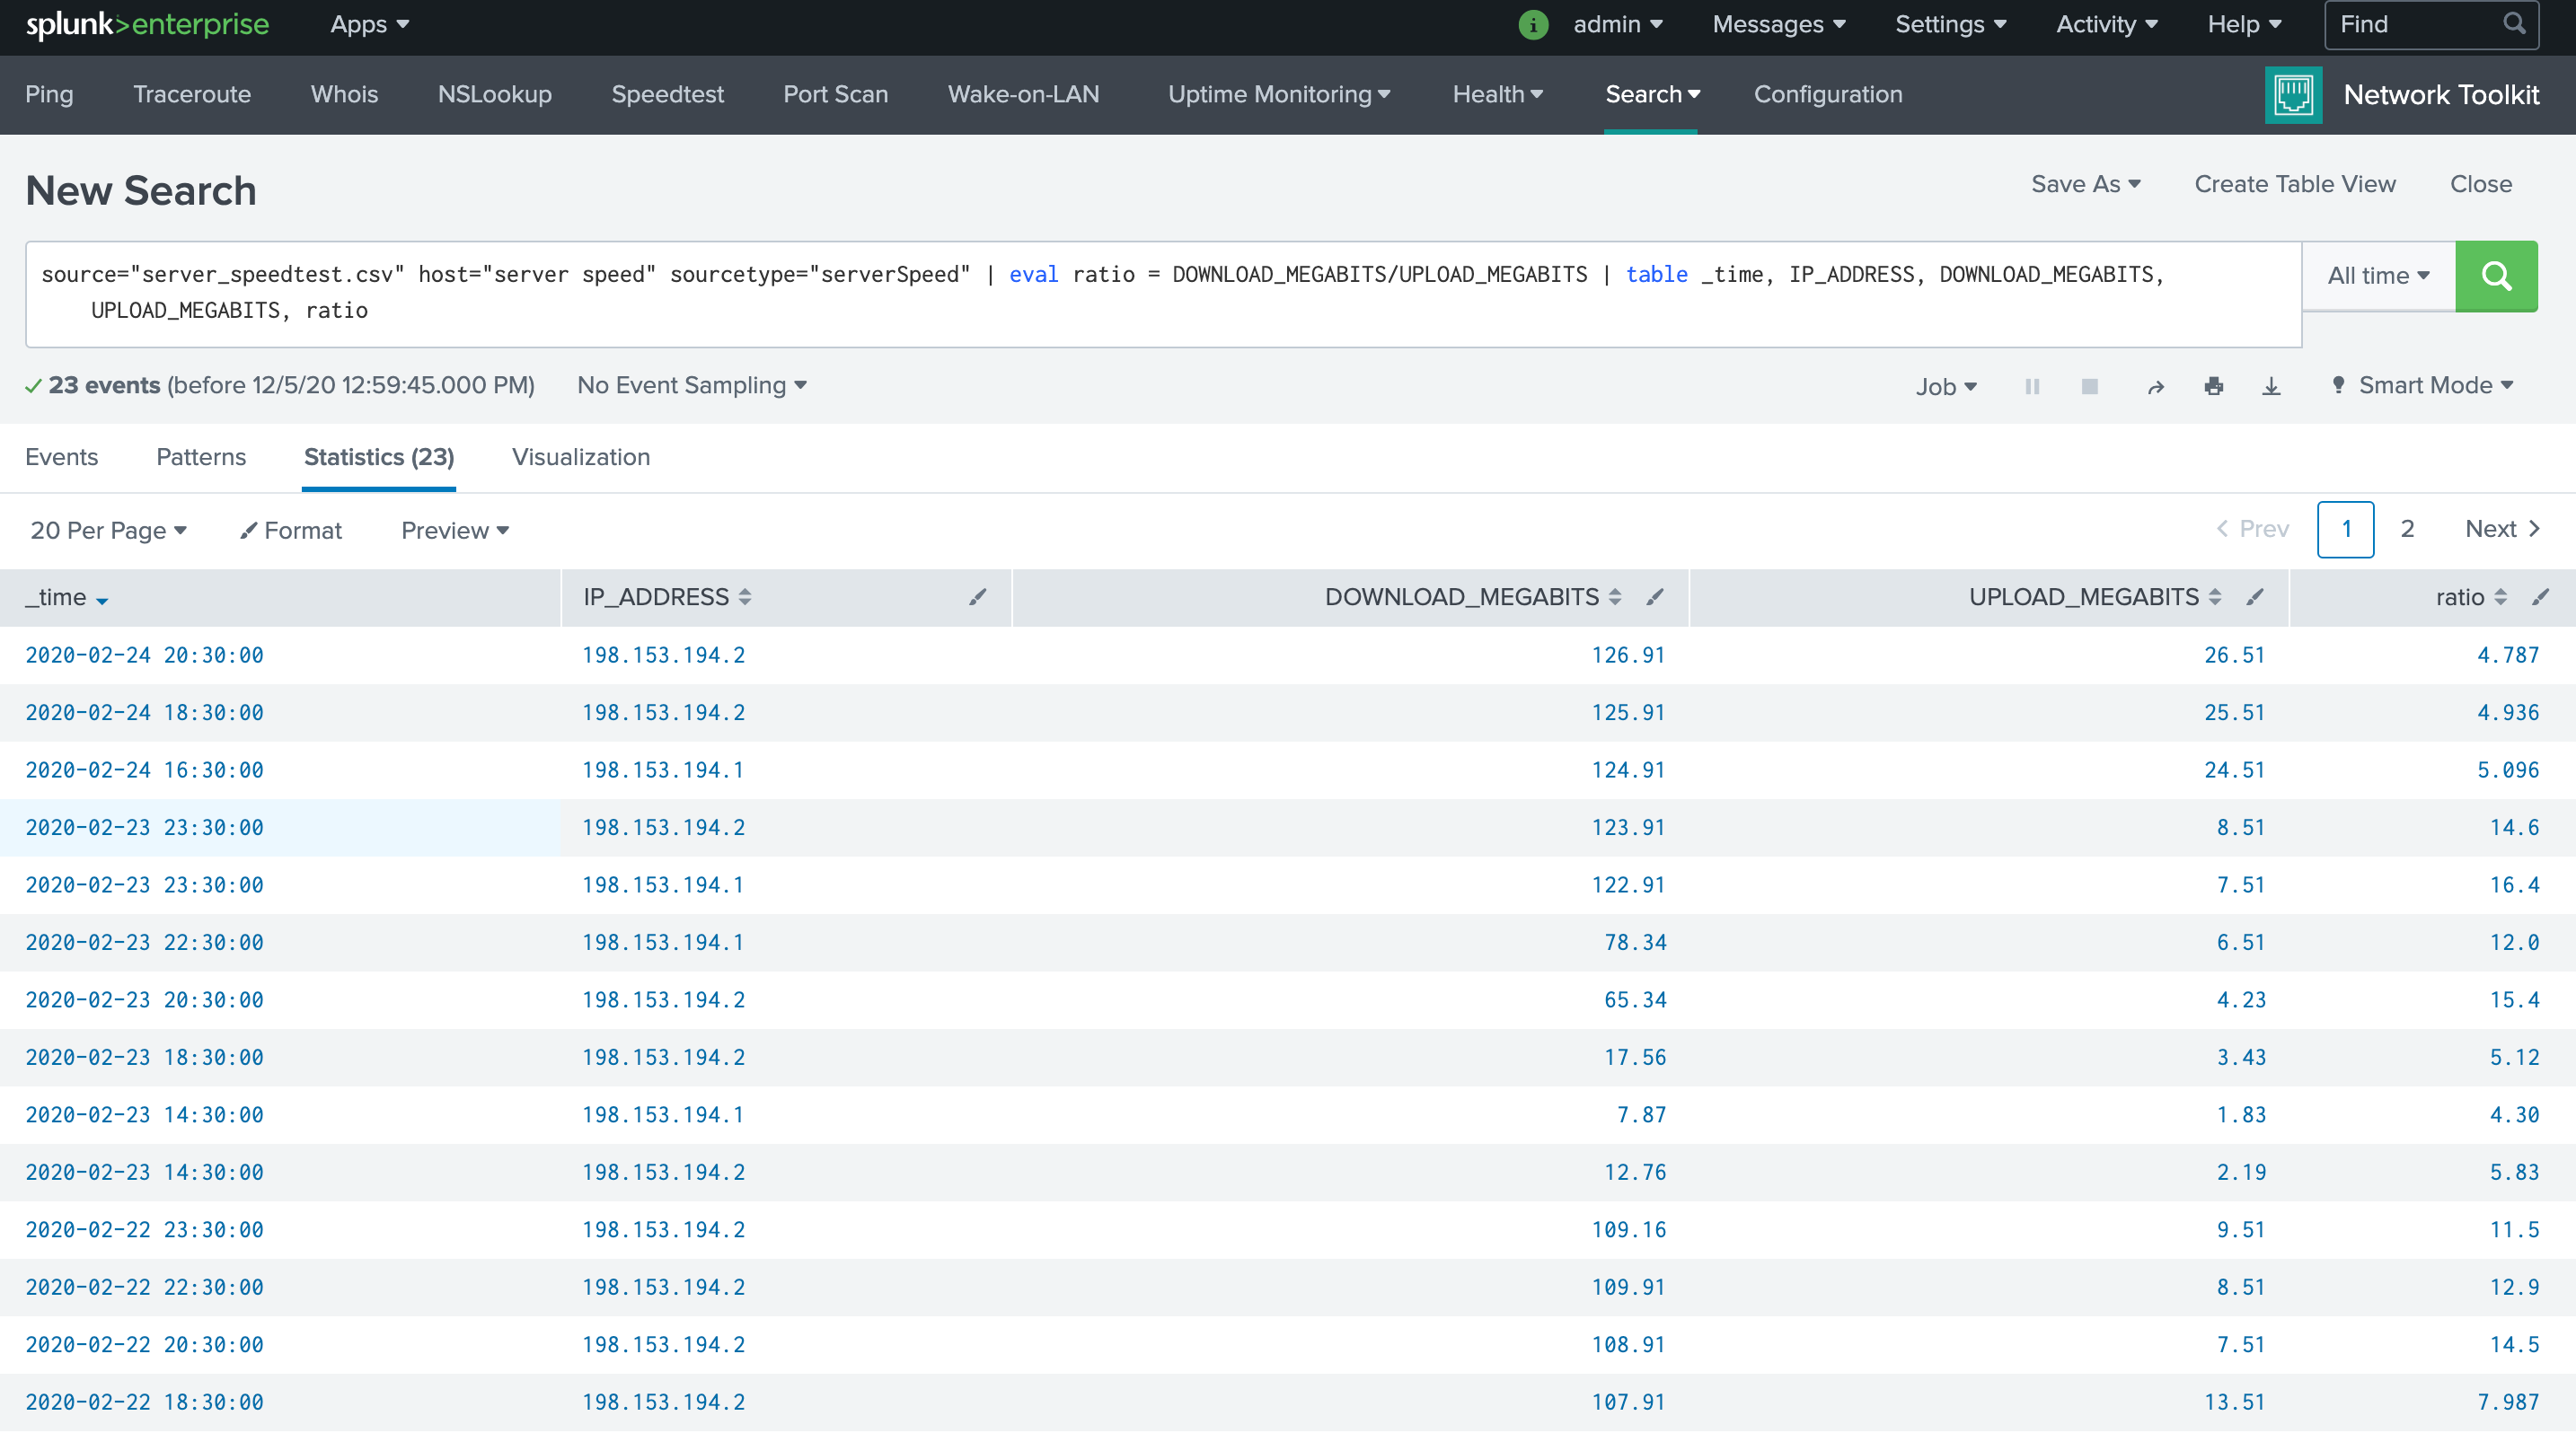 splunk>enterprise Apps i admin Messages Settings Activity Help Find
Ping Traceroute Whois NSLookup Speedtest Port Scan Wake-on-LAN Uptime Monitoring Health Search Configuration Network Toolkit
New Search Save As Create Table View Close
source="server_speedtest.csv" host="server speed" sourcetype="serverSpeed" | eval ratio = DOWNLOAD_MEGABITS/UPLOAD_MEGABITS | table _time, IP_ADDRESS, DOWNLOAD_MEGABITS, All time
UPLOAD_MEGABITS, ratio
23 events (before 12/5/20 12:59:45.000 PM) No Event Sampling Job Smart Mode
Events Patterns Statistics (23) Visualization
20 Per Page Format Preview < Prev 1 2 Next >
_time IP_ADDRESS DOWNLOAD_MEGABITS UPLOAD_MEGABITS ratio
2020-02-24 20:30:00 198.153.194.2 126.91 26.51 4.787
2020-02-24 18:30:00 198.153.194.2 125.91 25.51 4.936
2020-02-24 16:30:00 198.153.194.1 124.91 24.51 5.096
2020-02-23 23:30:00 198.153.194.2 123.91 8.51 14.6
2020-02-23 23:30:00 198.153.194.1 122.91 7.51 16.4
2020-02-23 22:30:00 198.153.194.1 78.34 6.51 12.0
2020-02-23 20:30:00 198.153.194.2 65.34 4.23 15.4
2020-02-23 18:30:00 198.153.194.2 17.56 3.43 5.12
2020-02-23 14:30:00 198.153.194.1 7.87 1.83 4.30
2020-02-23 14:30:00 198.153.194.2 12.76 2.19 5.83
2020-02-22 23:30:00 198.153.194.2 109.16 9.51 11.5
2020-02-22 22:30:00 198.153.194.2 109.91 8.51 12.9
2020-02-22 20:30:00 198.153.194.2 108.91 7.51 14.5
2020-02-22 18:30:00 198.153.194.2 107.91 13.51 7.987